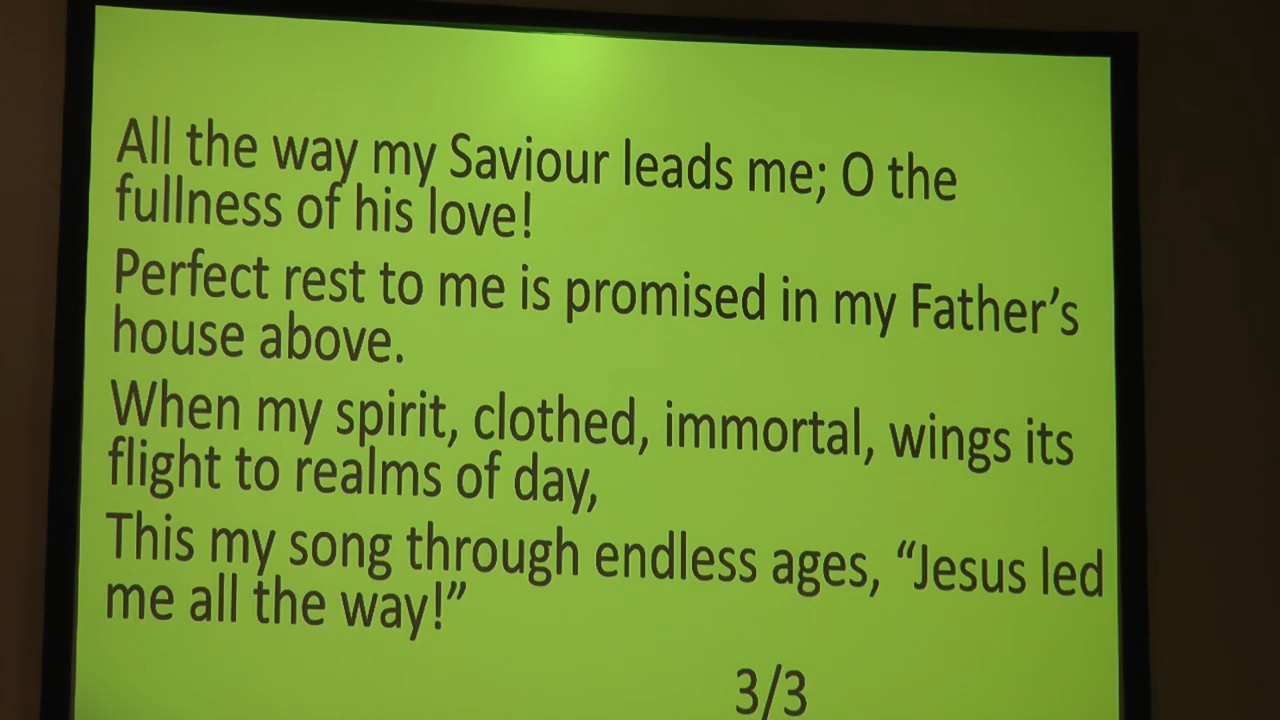 All the way my Saviour leads me; O the
fullness of his love!
Perfect rest to me is promised in my Father’s
house above.
When my spirit, clothed, immortal, wings its
flight to realms of day,
This my song through endless ages, “Jesus led
me all the way!”
3/3